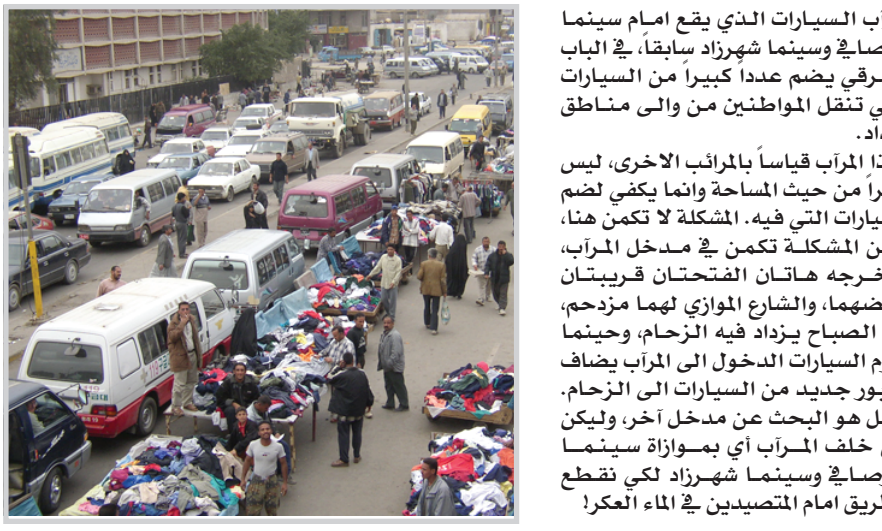 السيارات الذي يقع امام سينما
وسينما شهرزاد سابقاً، في الباب
يضم عدداً كبيراً من السيارات
تنقل المواطنين من والى مناطق
المرآب قياساً بالمرائب الاخرى، ليس
من حيث المساحة وانما يكفي لضم
التي فيه. المشكلة لا تكمن هنا،
المشكلة تكمن في مدخل المرآب،
هاتان الفتحتان قريبتان
والشارع الموازي لهما مزدحم،
الصباح يزداد فيه الزحام، وحينما
السيارات الدخول الى المرآب يضاف
جديد من السيارات الى الزحام.
هو البحث عن مدخل آخر، وليكن
خلف المرآب أي بموازاة سينما
وسينما شهرزاد لكي نقطع
امام المتصيدين في الماء العكر!